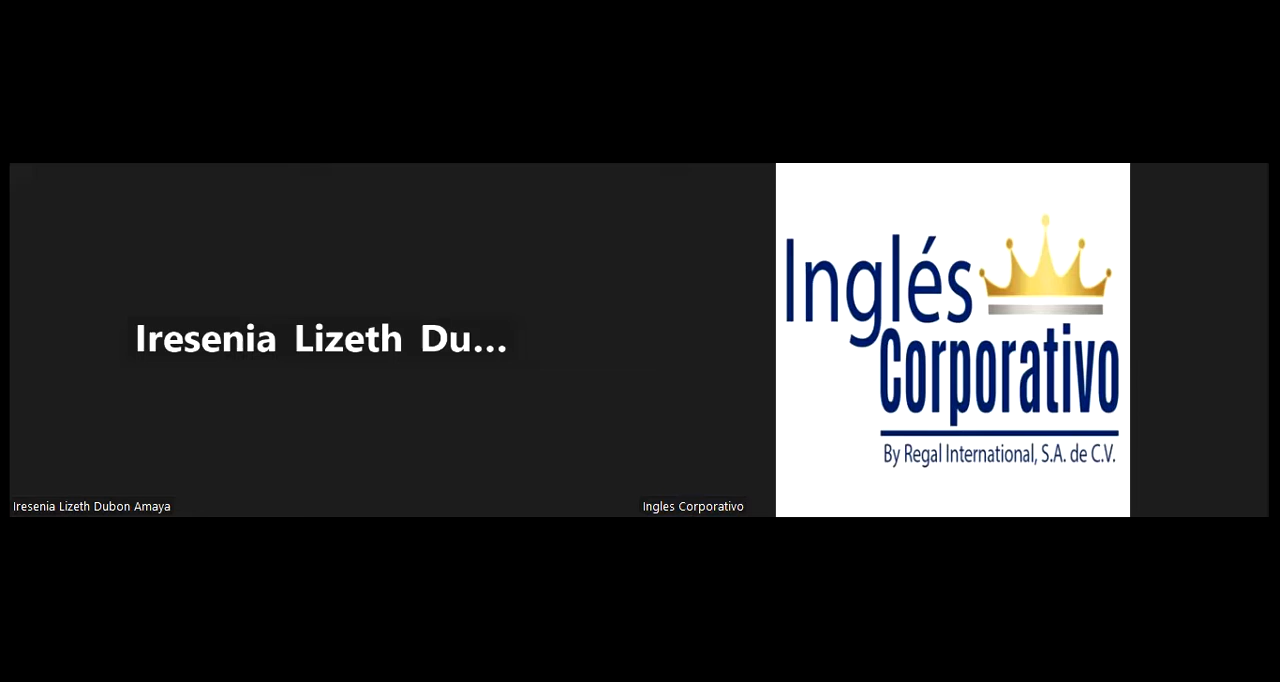 Iresenia Lizeth Du...
Iresenia Lizeth Dubon Amaya
Inglés
Corporativo
By Regal International, S.A. de C.V.
Ingles Corporativo